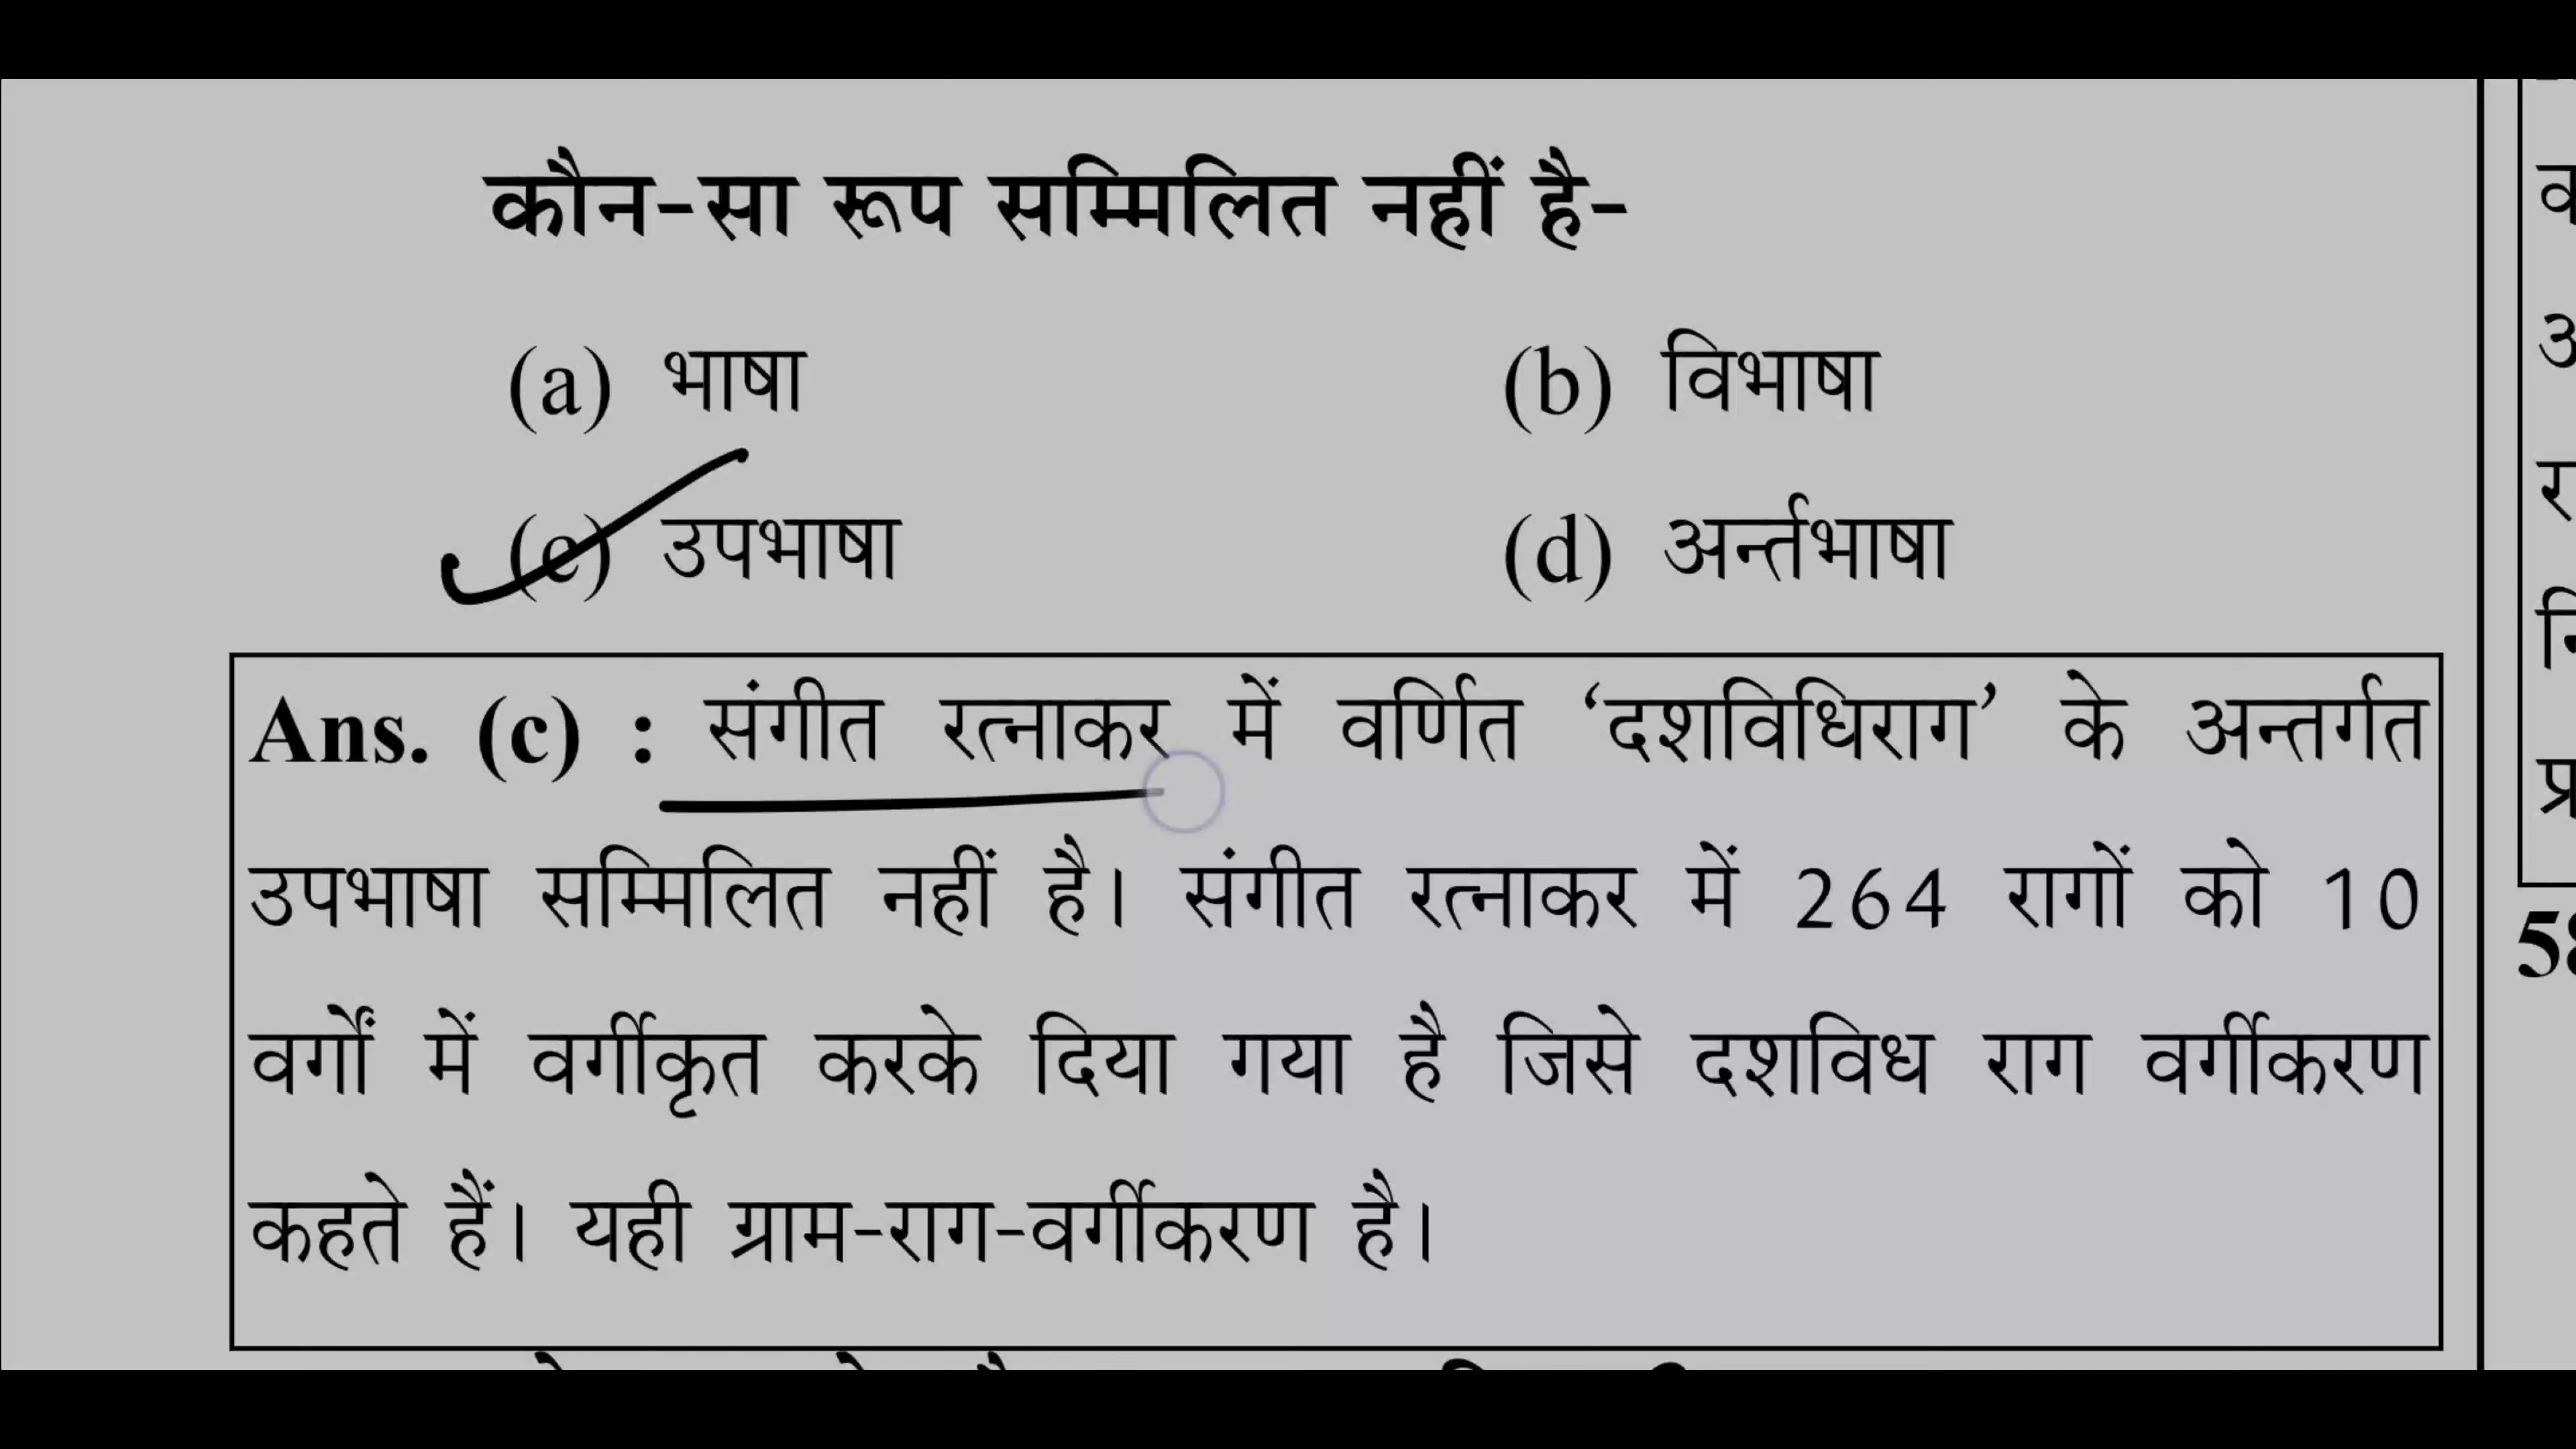 कौन-सा रूप सम्मिलित नहीं है-
(a) भाषा (b) विभाषा
(c) उपभाषा (d) अर्न्तभाषा
Ans. (c) : संगीत रत्नाकर में वर्णित ‘दशविधिराग’ के अन्तर्गत
उपभाषा सम्मिलित नहीं है। संगीत रत्नाकर में 264 रागों को 10
वर्गों में वर्गीकृत करके दिया गया है जिसे दशविध राग वर्गीकरण
कहते हैं। यही ग्राम-राग-वर्गीकरण है।